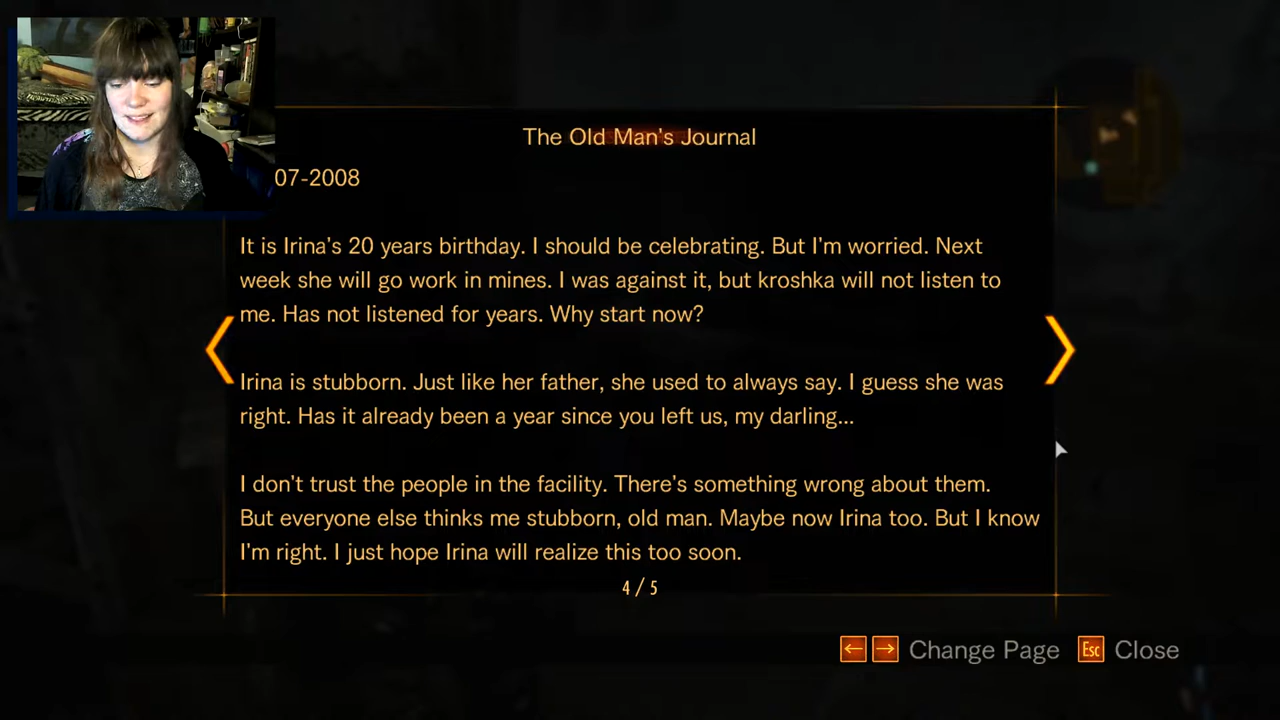 The Old Man's Journal
07-2008
It is Irina's 20 years birthday. I should be celebrating. But I'm worried. Next
week she will go work in mines. I was against it, but kroshka will not listen to
me. Has not listened for years. Why start now?
Irina is stubborn. Just like her father, she used to always say. I guess she was
right. Has it already been a year since you left us, my darling...
I don't trust the people in the facility. There's something wrong about them.
But everyone else thinks me stubborn, old man. Maybe now Irina too. But I know
I'm right. I just hope Irina will realize this too soon.
4 / 5
← → Change Page Esc Close